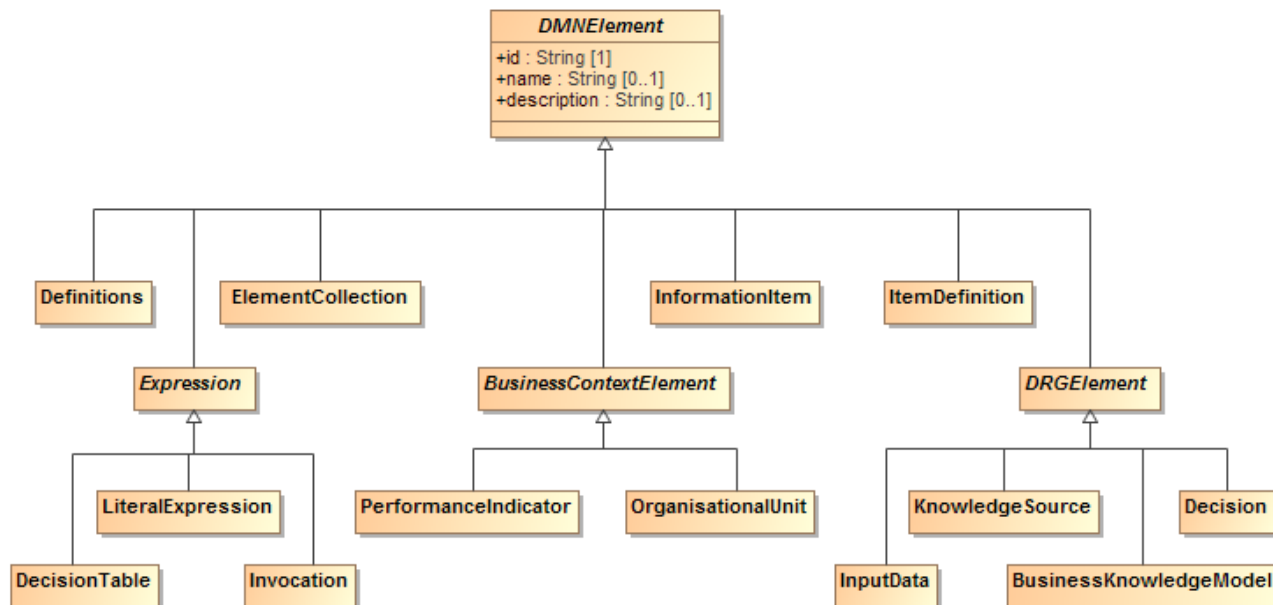 DMNElement
+id : String [1]
+name : String [0..1]
+description : String [0..1]
Definitions
ElementCollection
InformationItem
ItemDefinition
Expression
BusinessContextElement
DRGElement
LiteralExpression
PerformanceIndicator
OrganisationalUnit
KnowledgeSource
Decision
DecisionTable
Invocation
InputData
BusinessKnowledgeModel